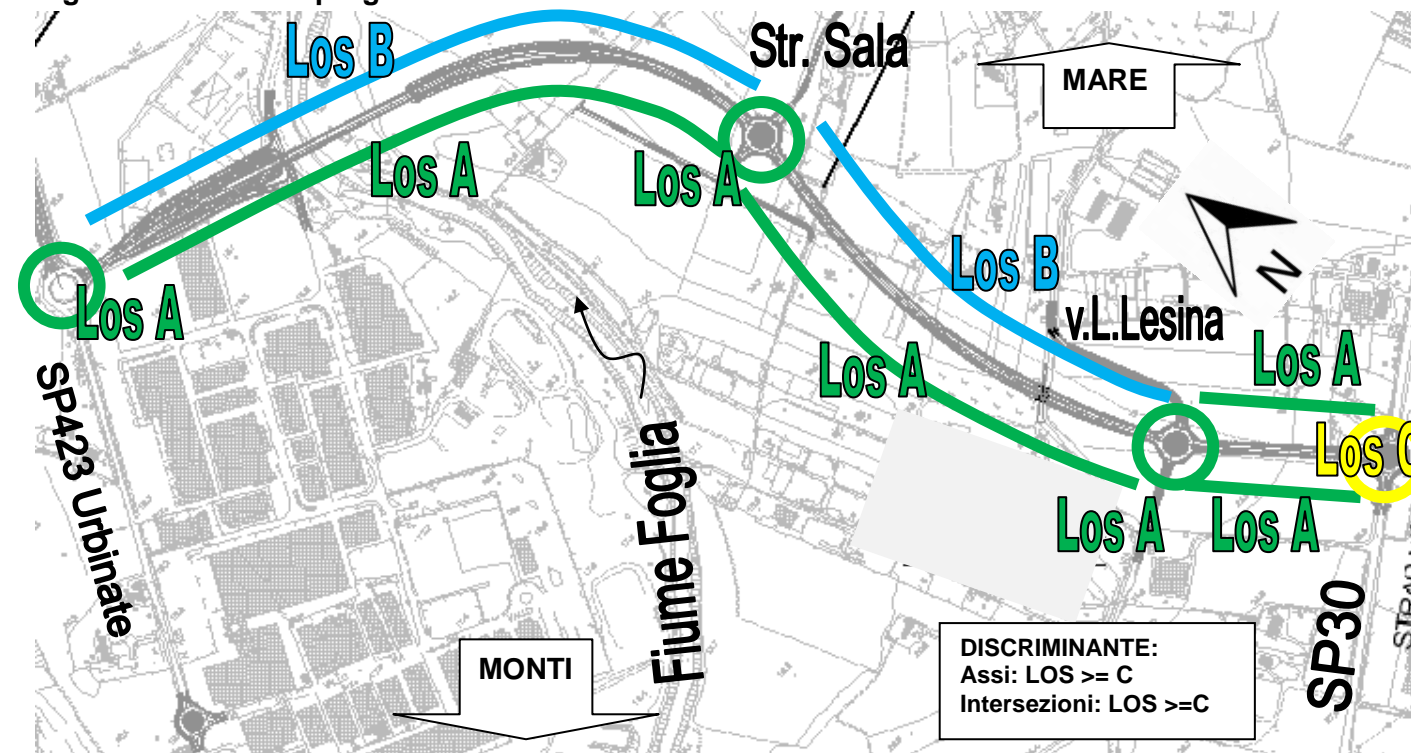 Los B
Str. Sala
MARE
Los A
Los A
Los B
N
Los A
v.L.Lesina
Los A
Los A
SP423 Urbinate
Los C
Fiume Foglia
Los A
Los A
SP30
MONTI
DISCRIMINANTE:
Assi: LOS >= C
Intersezioni: LOS >=C